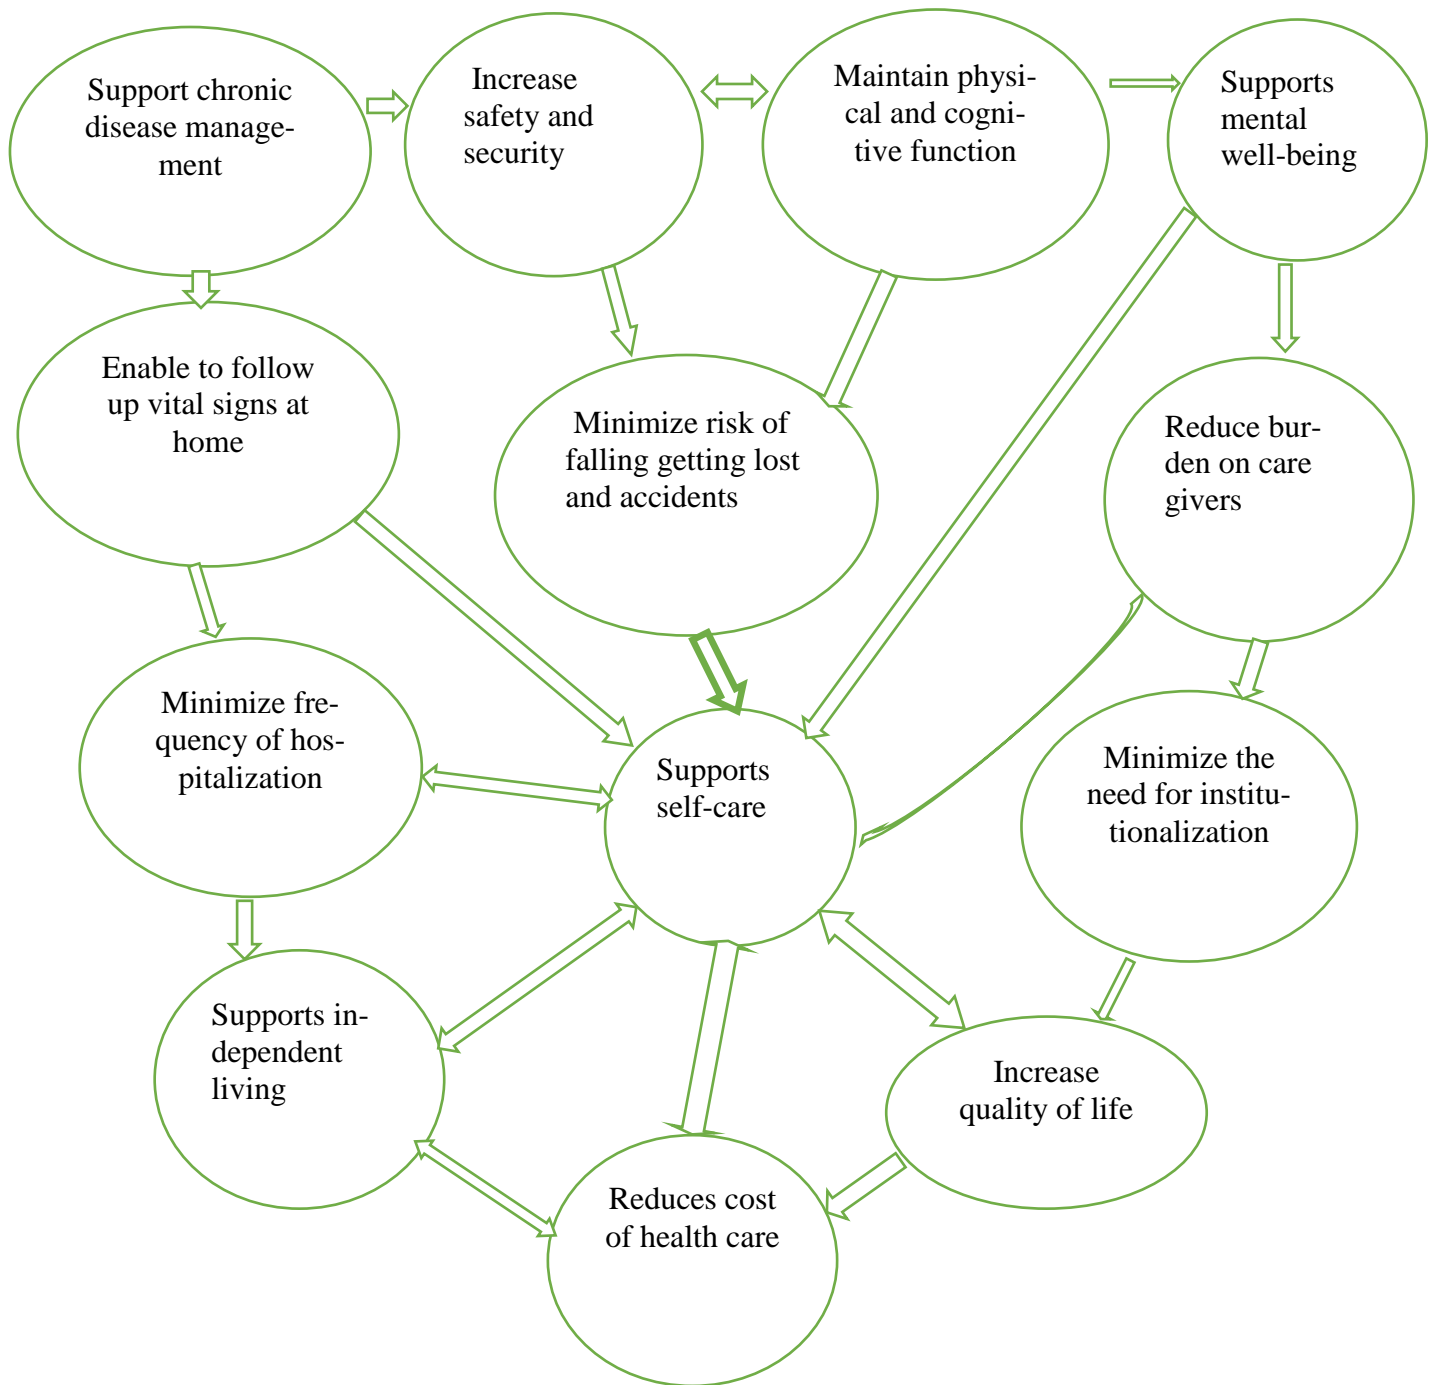 Support chronic
disease manage-
ment
Increase
safety and
security
Maintain physi-
cal and cogni-
tive function
Supports
mental
well-being
Enable to follow
up vital signs at
home
Minimize risk of
falling getting lost
and accidents
Reduce bur-
den on care
givers
Minimize fre-
quency of hos-
pitalization
Supports
self-care
Minimize the
need for institu-
tionalization
Supports in-
dependent
living
Increase
quality of life
Reduces cost
of health care